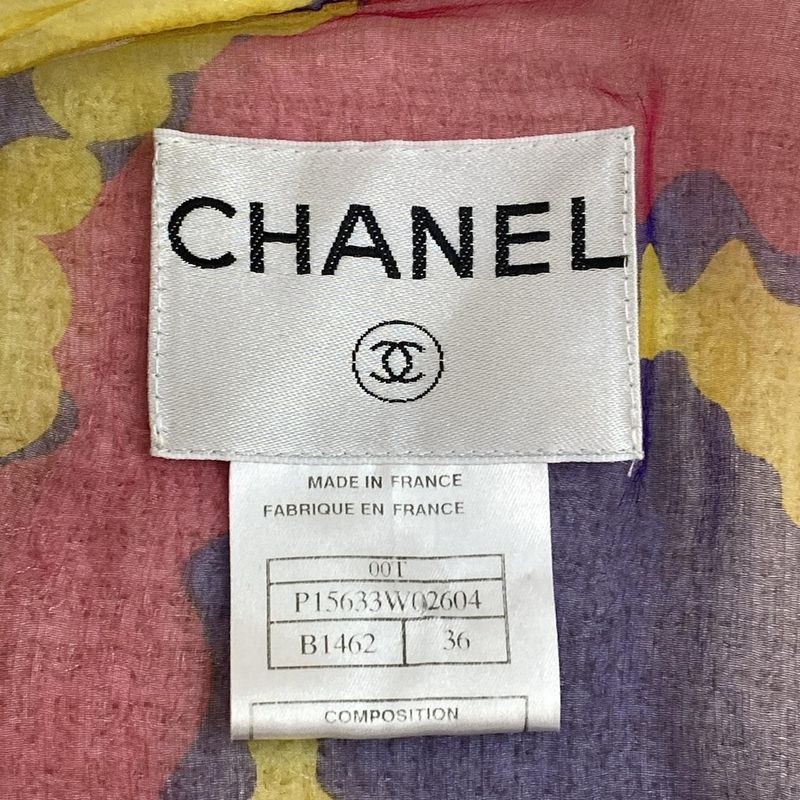 CHANEL
MADE IN FRANCE
FABRIQUE EN FRANCE
00T
P15633W02604
B1462 36
COMPOSITION